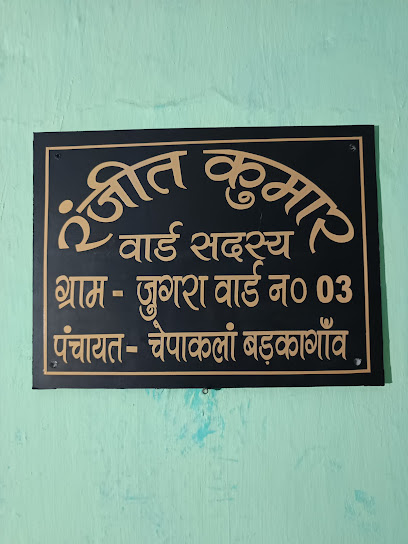 रंजीत कुमार
वार्ड सदस्य
ग्राम - जुगरा वार्ड न० 03
पंचायत - चेपाकलां बड़कागाँव